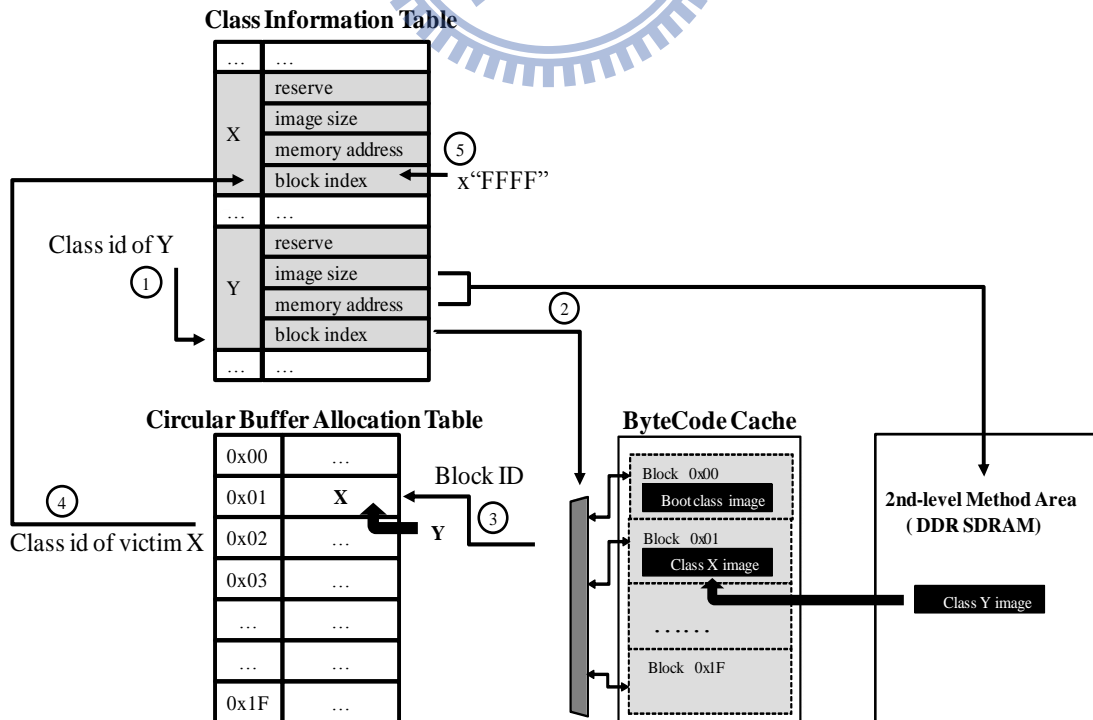 Class Information Table
… …
X
reserve
image size
memory address
block index
5
x“FFFF”
… …
Class id of Y
1
Y
reserve
image size
memory address
block index
2
… …
Circular Buffer Allocation Table
0x00 …
0x01 X
0x02 …
0x03 …
… …
… …
0x1F …
Y
Block ID
3
4
Class id of victim X
ByteCode Cache
Block 0x00
Boot class image
Block 0x01
Class X image
......
Block 0x1F
2nd-level Method Area
( DDR SDRAM)
Class Y image